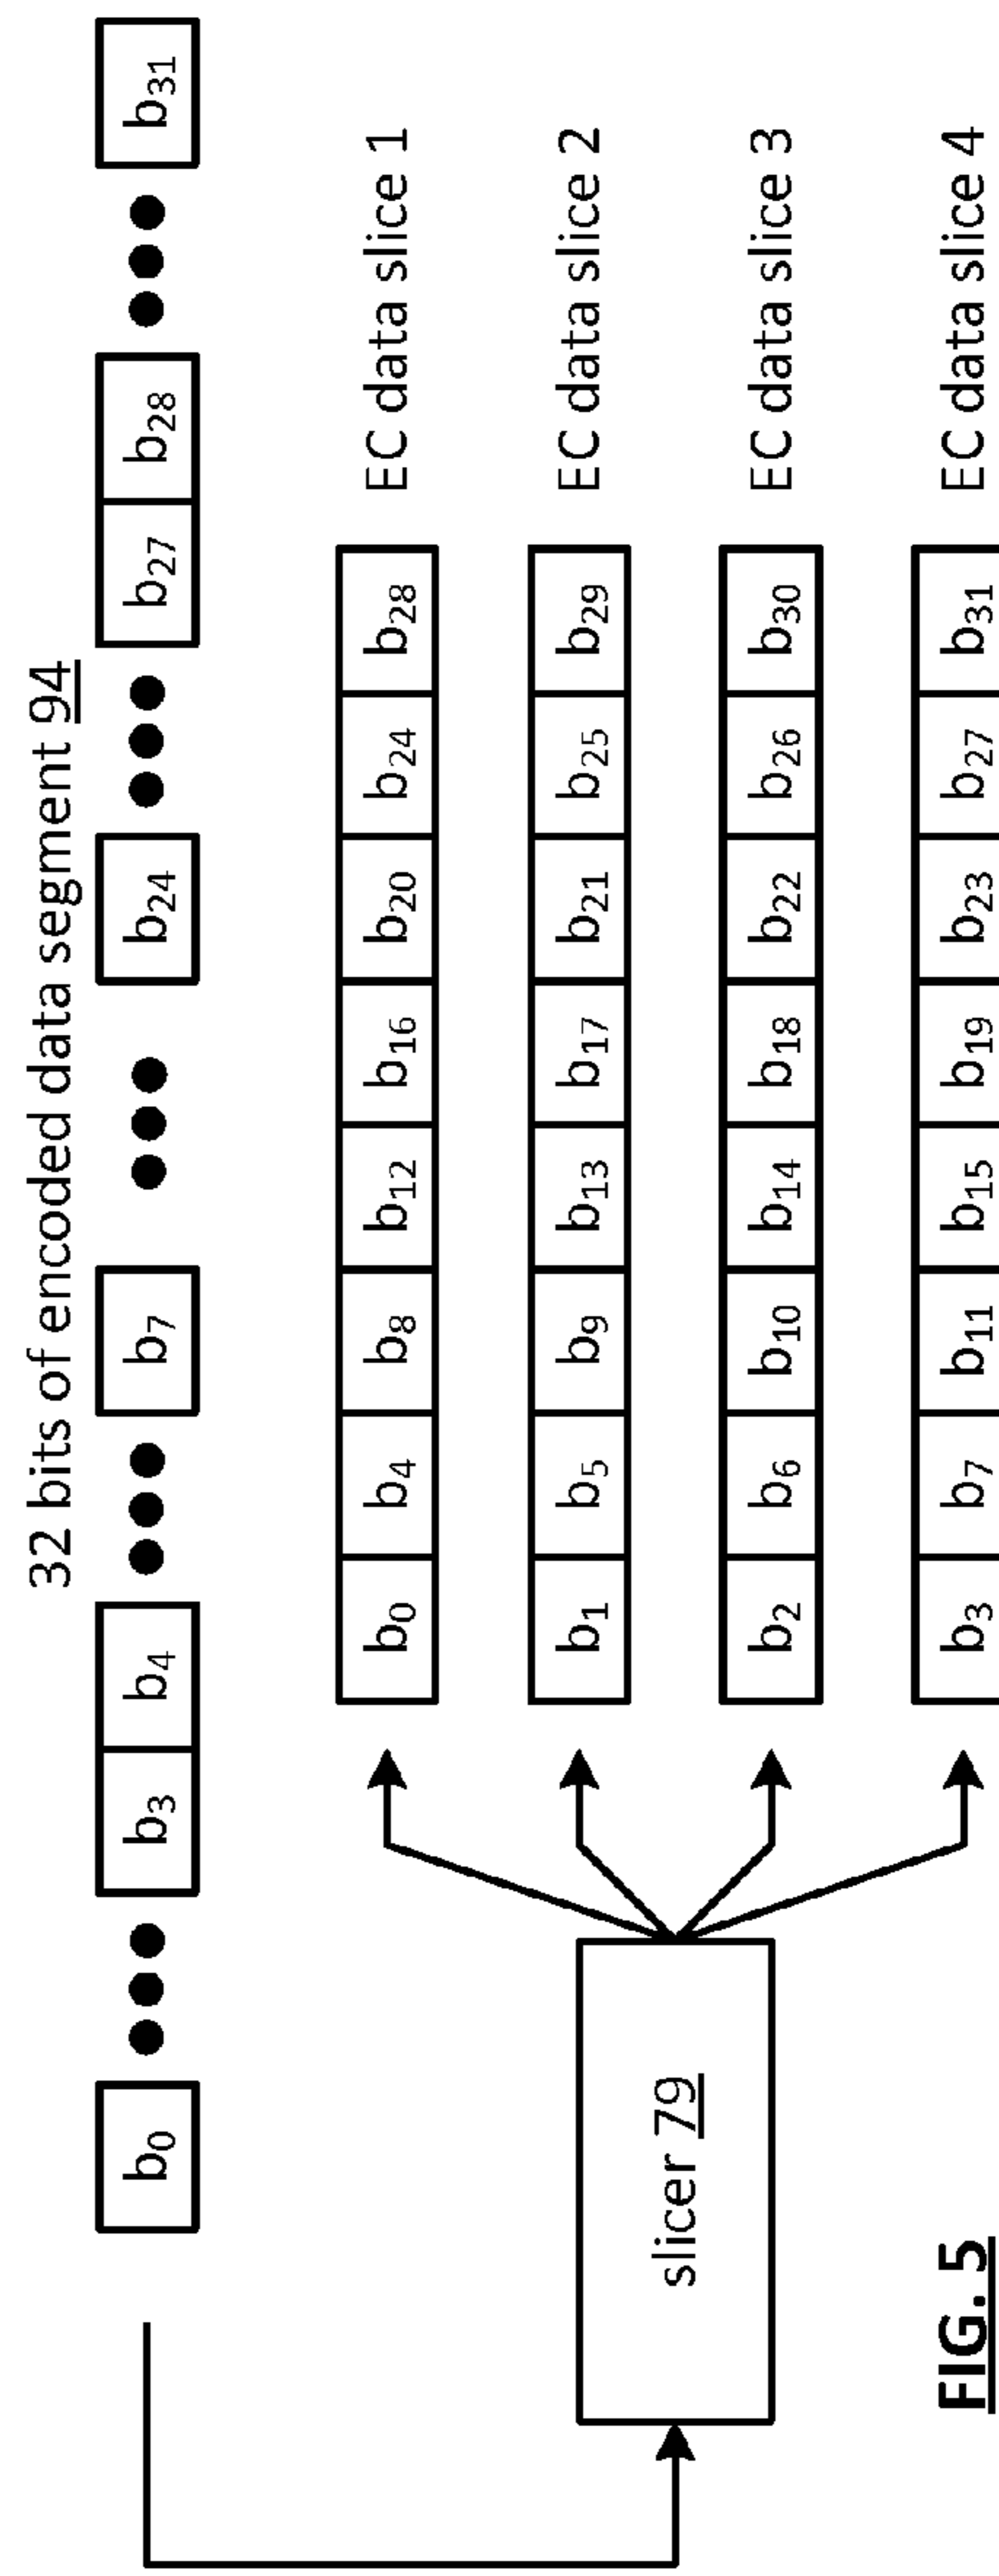 32 bits of encoded data segment 94
b0 b3 b4 b7 b24 b27 b28 b31
b0 b4 b8 b12 b16 b20 b24 b28 EC data slice 1
b1 b5 b9 b13 b17 b21 b25 b29 EC data slice 2
slicer 79
b2 b6 b10 b14 b18 b22 b26 b30 EC data slice 3
b3 b7 b11 b15 b19 b23 b27 b31 EC data slice 4
FIG. 5